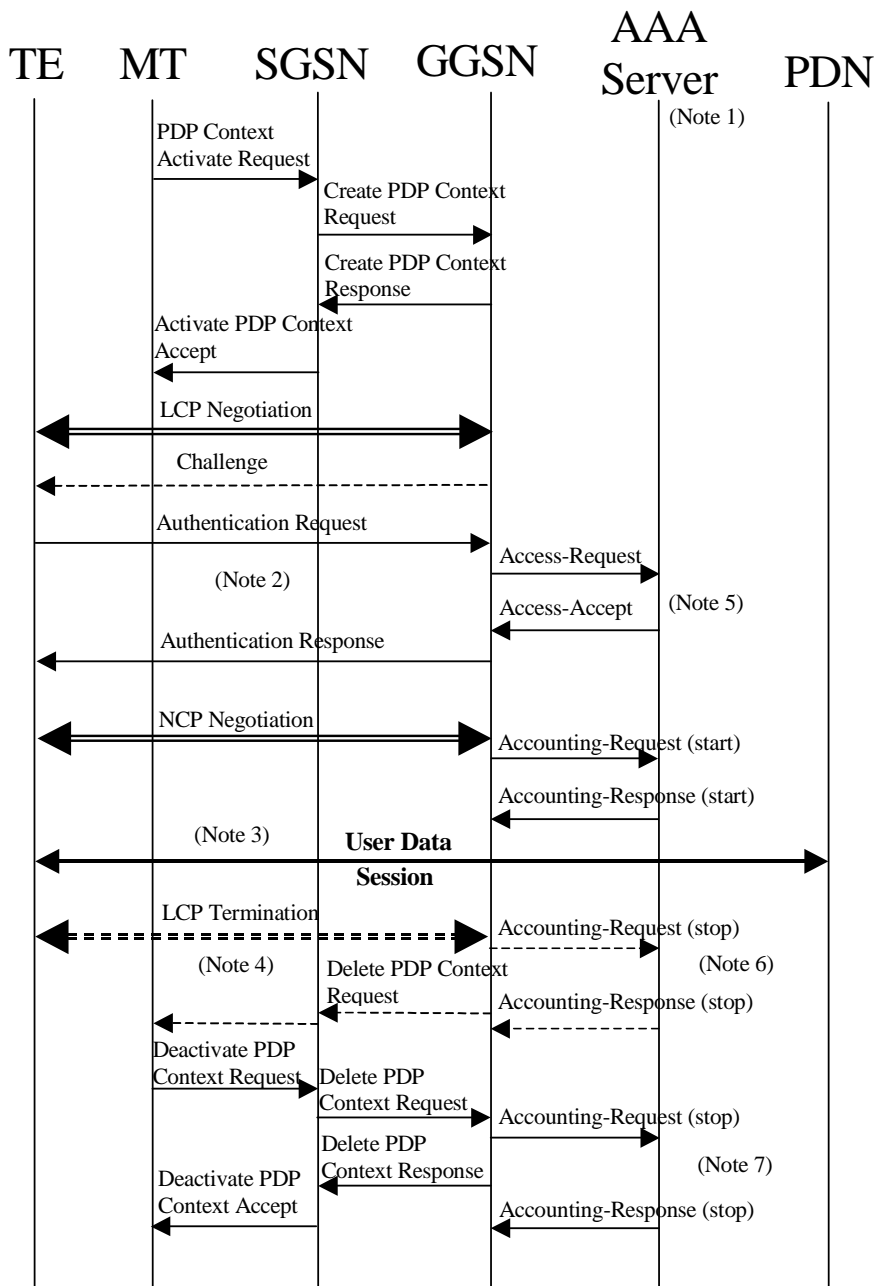 TE MT SGSN GGSN AAA Server PDN
(Note 1)
PDP Context
Activate Request
Create PDP Context
Request
Create PDP Context
Response
Activate PDP Context
Accept
LCP Negotiation
Challenge
Authentication Request
Access-Request
(Note 2)
Access-Accept
(Note 5)
Authentication Response
NCP Negotiation
Accounting-Request (start)
Accounting-Response (start)
(Note 3)
User Data
Session
LCP Termination
Accounting-Request (stop)
(Note 4)
Delete PDP Context
Request
(Note 6)
Accounting-Response (stop)
Deactivate PDP
Context Request
Delete PDP
Context Request
Accounting-Request (stop)
Delete PDP
Context Response
(Note 7)
Deactivate PDP
Context Accept
Accounting-Response (stop)